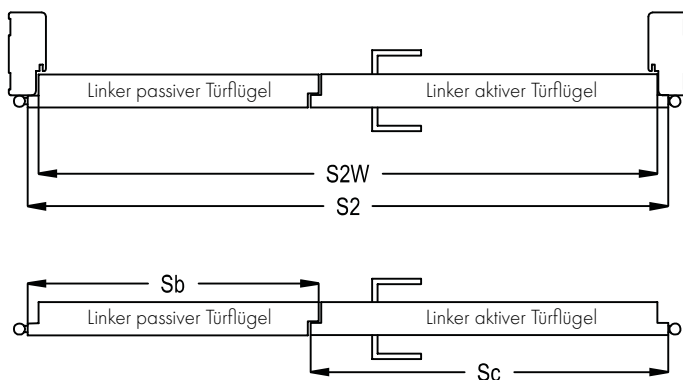 Linker passiver Türflügel
Linker aktiver Türflügel
S2W
S2
Sb
Linker passiver Türflügel
Linker aktiver Türflügel
Sc